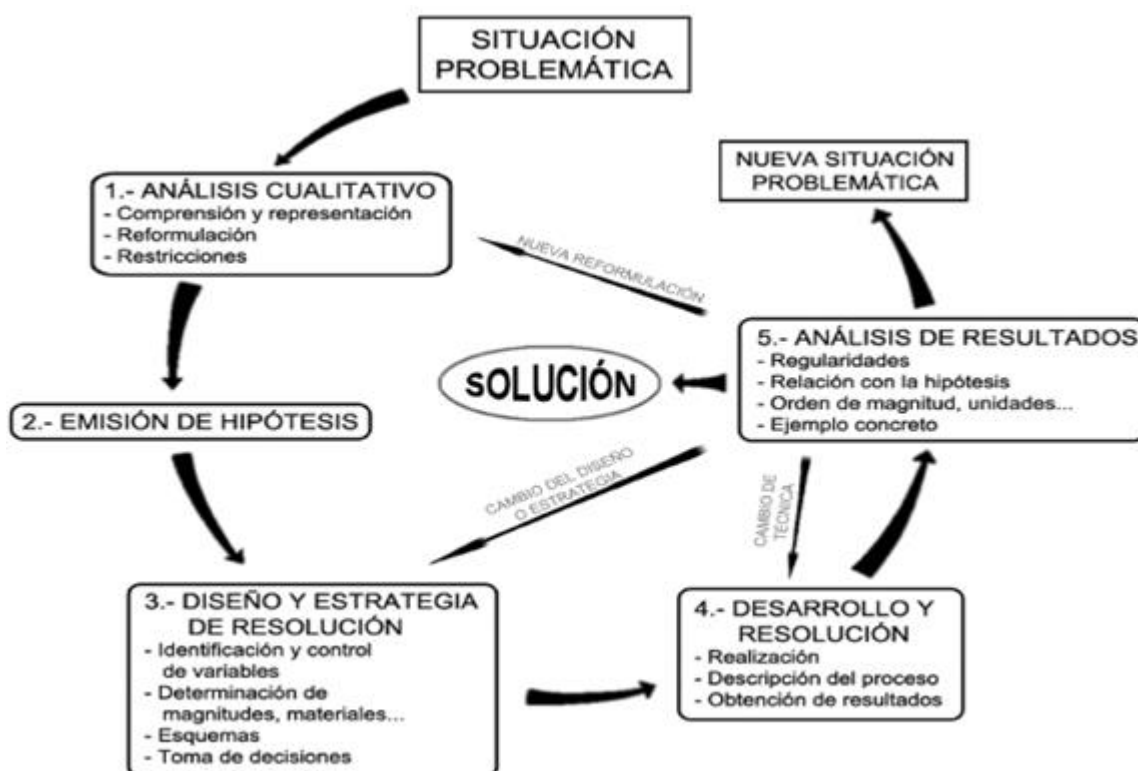 SITUACIÓN
PROBLEMÁTICA
1.- ANÁLISIS CUALITATIVO
- Comprensión y representación
- Reformulación
- Restricciones
2.- EMISIÓN DE HIPÓTESIS
3.- DISEÑO Y ESTRATEGIA
DE RESOLUCIÓN
- Identificación y control
de variables
- Determinación de
magnitudes, materiales...
- Esquemas
- Toma de decisiones
4.- DESARROLLO Y
RESOLUCIÓN
- Realización
- Descripción del proceso
- Obtención de resultados
5.- ANÁLISIS DE RESULTADOS
- Regularidades
- Relación con la hipótesis
- Orden de magnitud, unidades...
- Ejemplo concreto
NUEVA SITUACIÓN
PROBLEMÁTICA
NUEVA REFORMULACIÓN
SOLUCIÓN
CAMBIO DEL DISEÑO
O ESTRATEGIA
CAMBIO DE
TÉCNICA